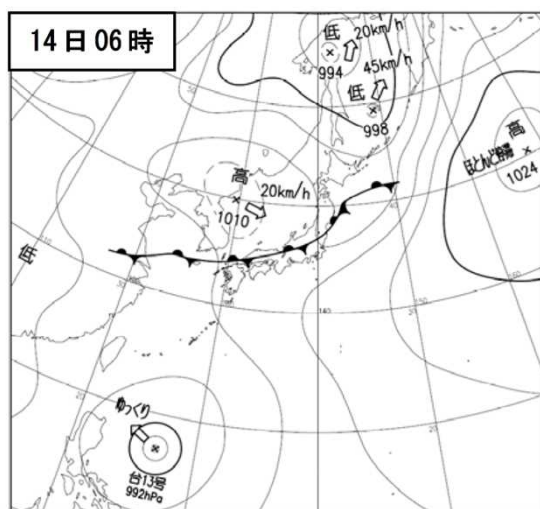 14日06時
低 20km/h
994
45km/h
低
998
高
ほとんど停滞
1024
高
20km/h
1010
低
ゆっくり
台13号
992hPa